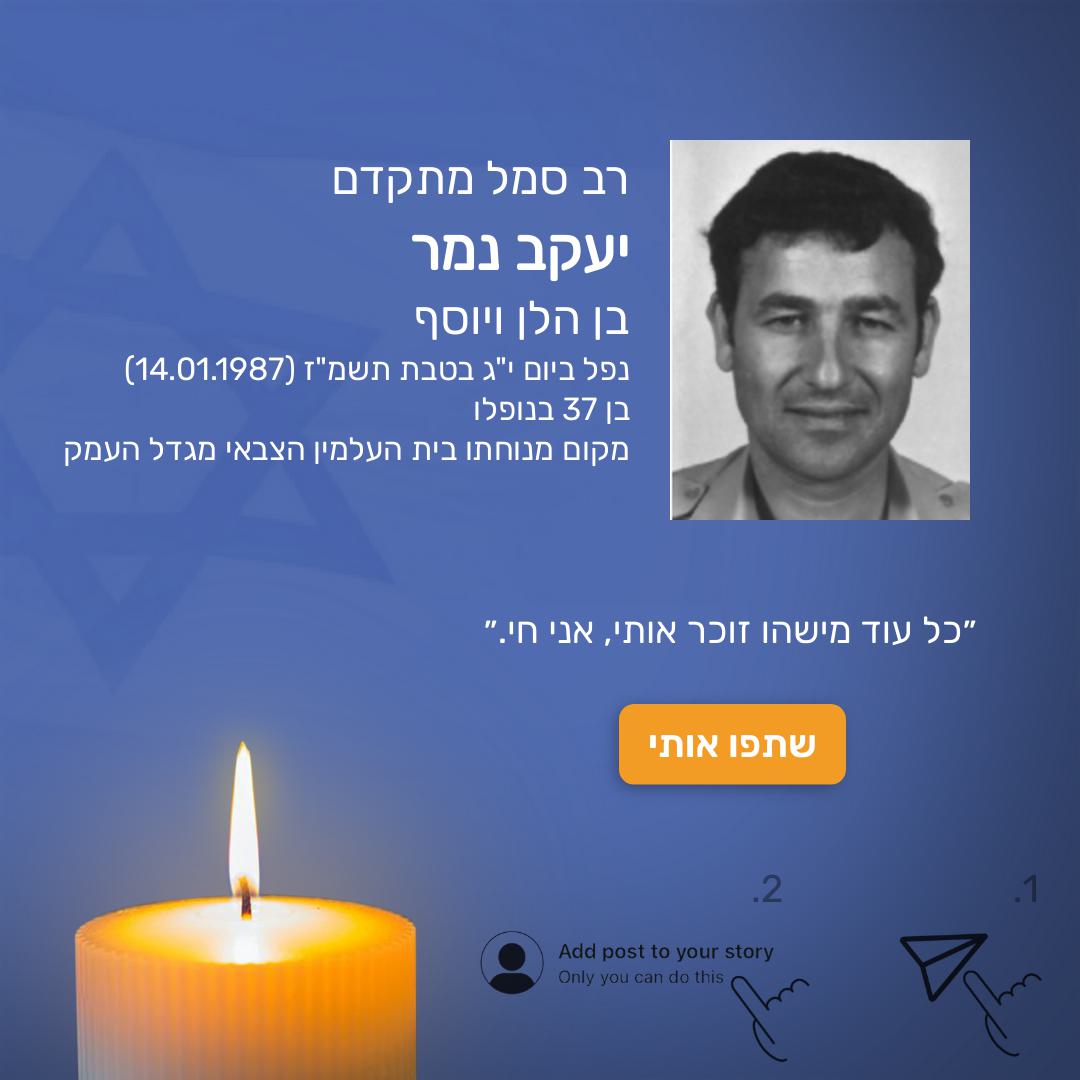 רב סמל מתקדם
יעקב נמר
בן הלן ויוסף
נפל ביום י"ג בטבת תשמ"ז (14.01.1987)
בן 37 בנופלו
מקום מנוחתו בית העלמין הצבאי מגדל העמק
״כל עוד מישהו זוכר אותי, אני חי.״
שתפו אותי
1.
2.
Add post to your story
Only you can do this